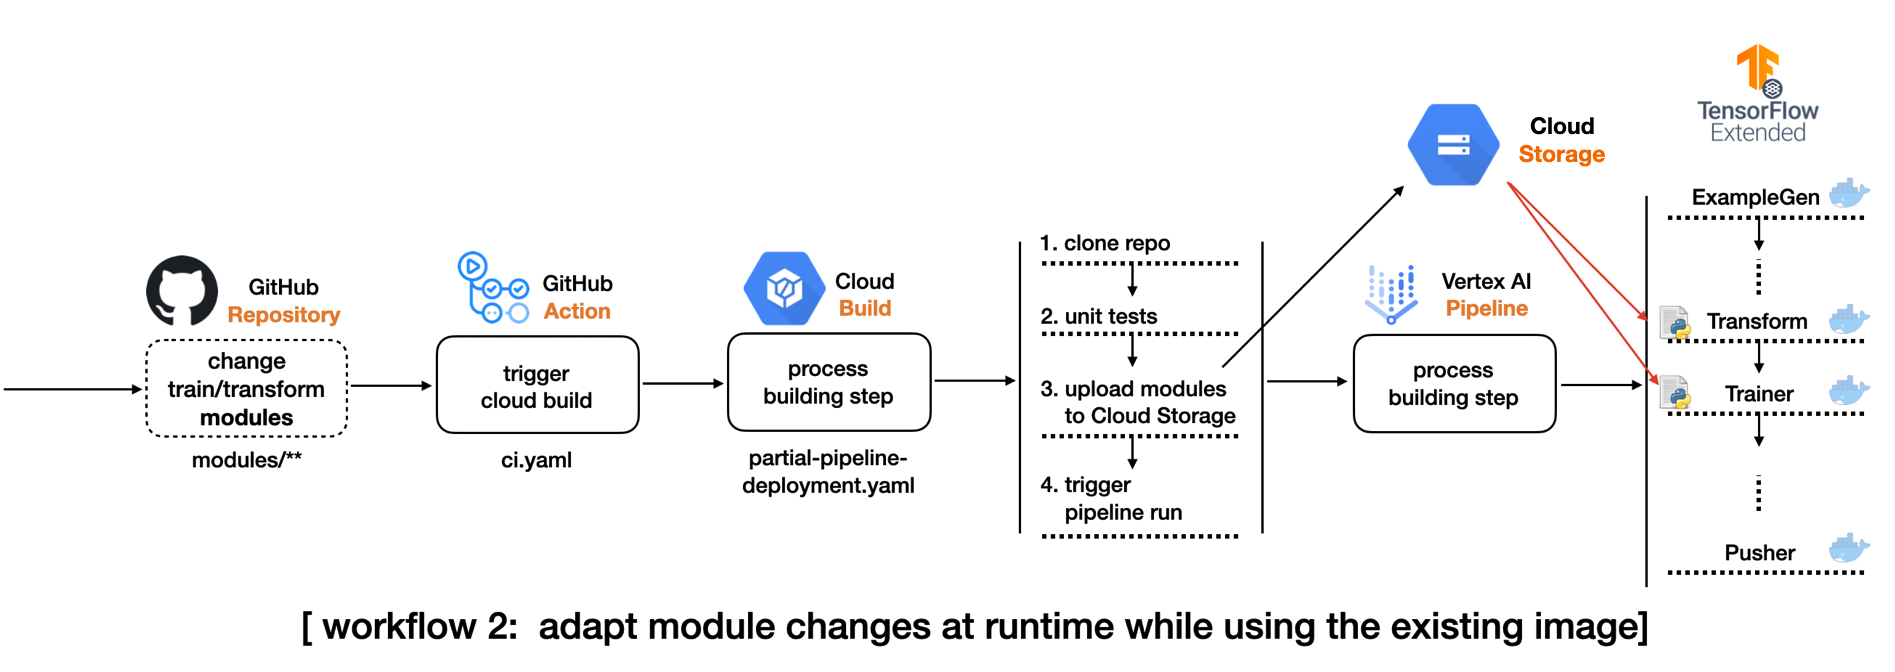 GitHub
Repository
change
train/transform
modules
modules/**
GitHub
Action
trigger
cloud build
ci.yaml
Cloud
Build
process
building step
partial-pipeline-
deployment.yaml
1. clone repo
2. unit tests
3. upload modules
to Cloud Storage
4. trigger
pipeline run
Cloud
Storage
Vertex AI
Pipeline
process
building step
TensorFlow
Extended
ExampleGen
Transform
Trainer
Pusher
[ workflow 2:  adapt module changes at runtime while using the existing image]